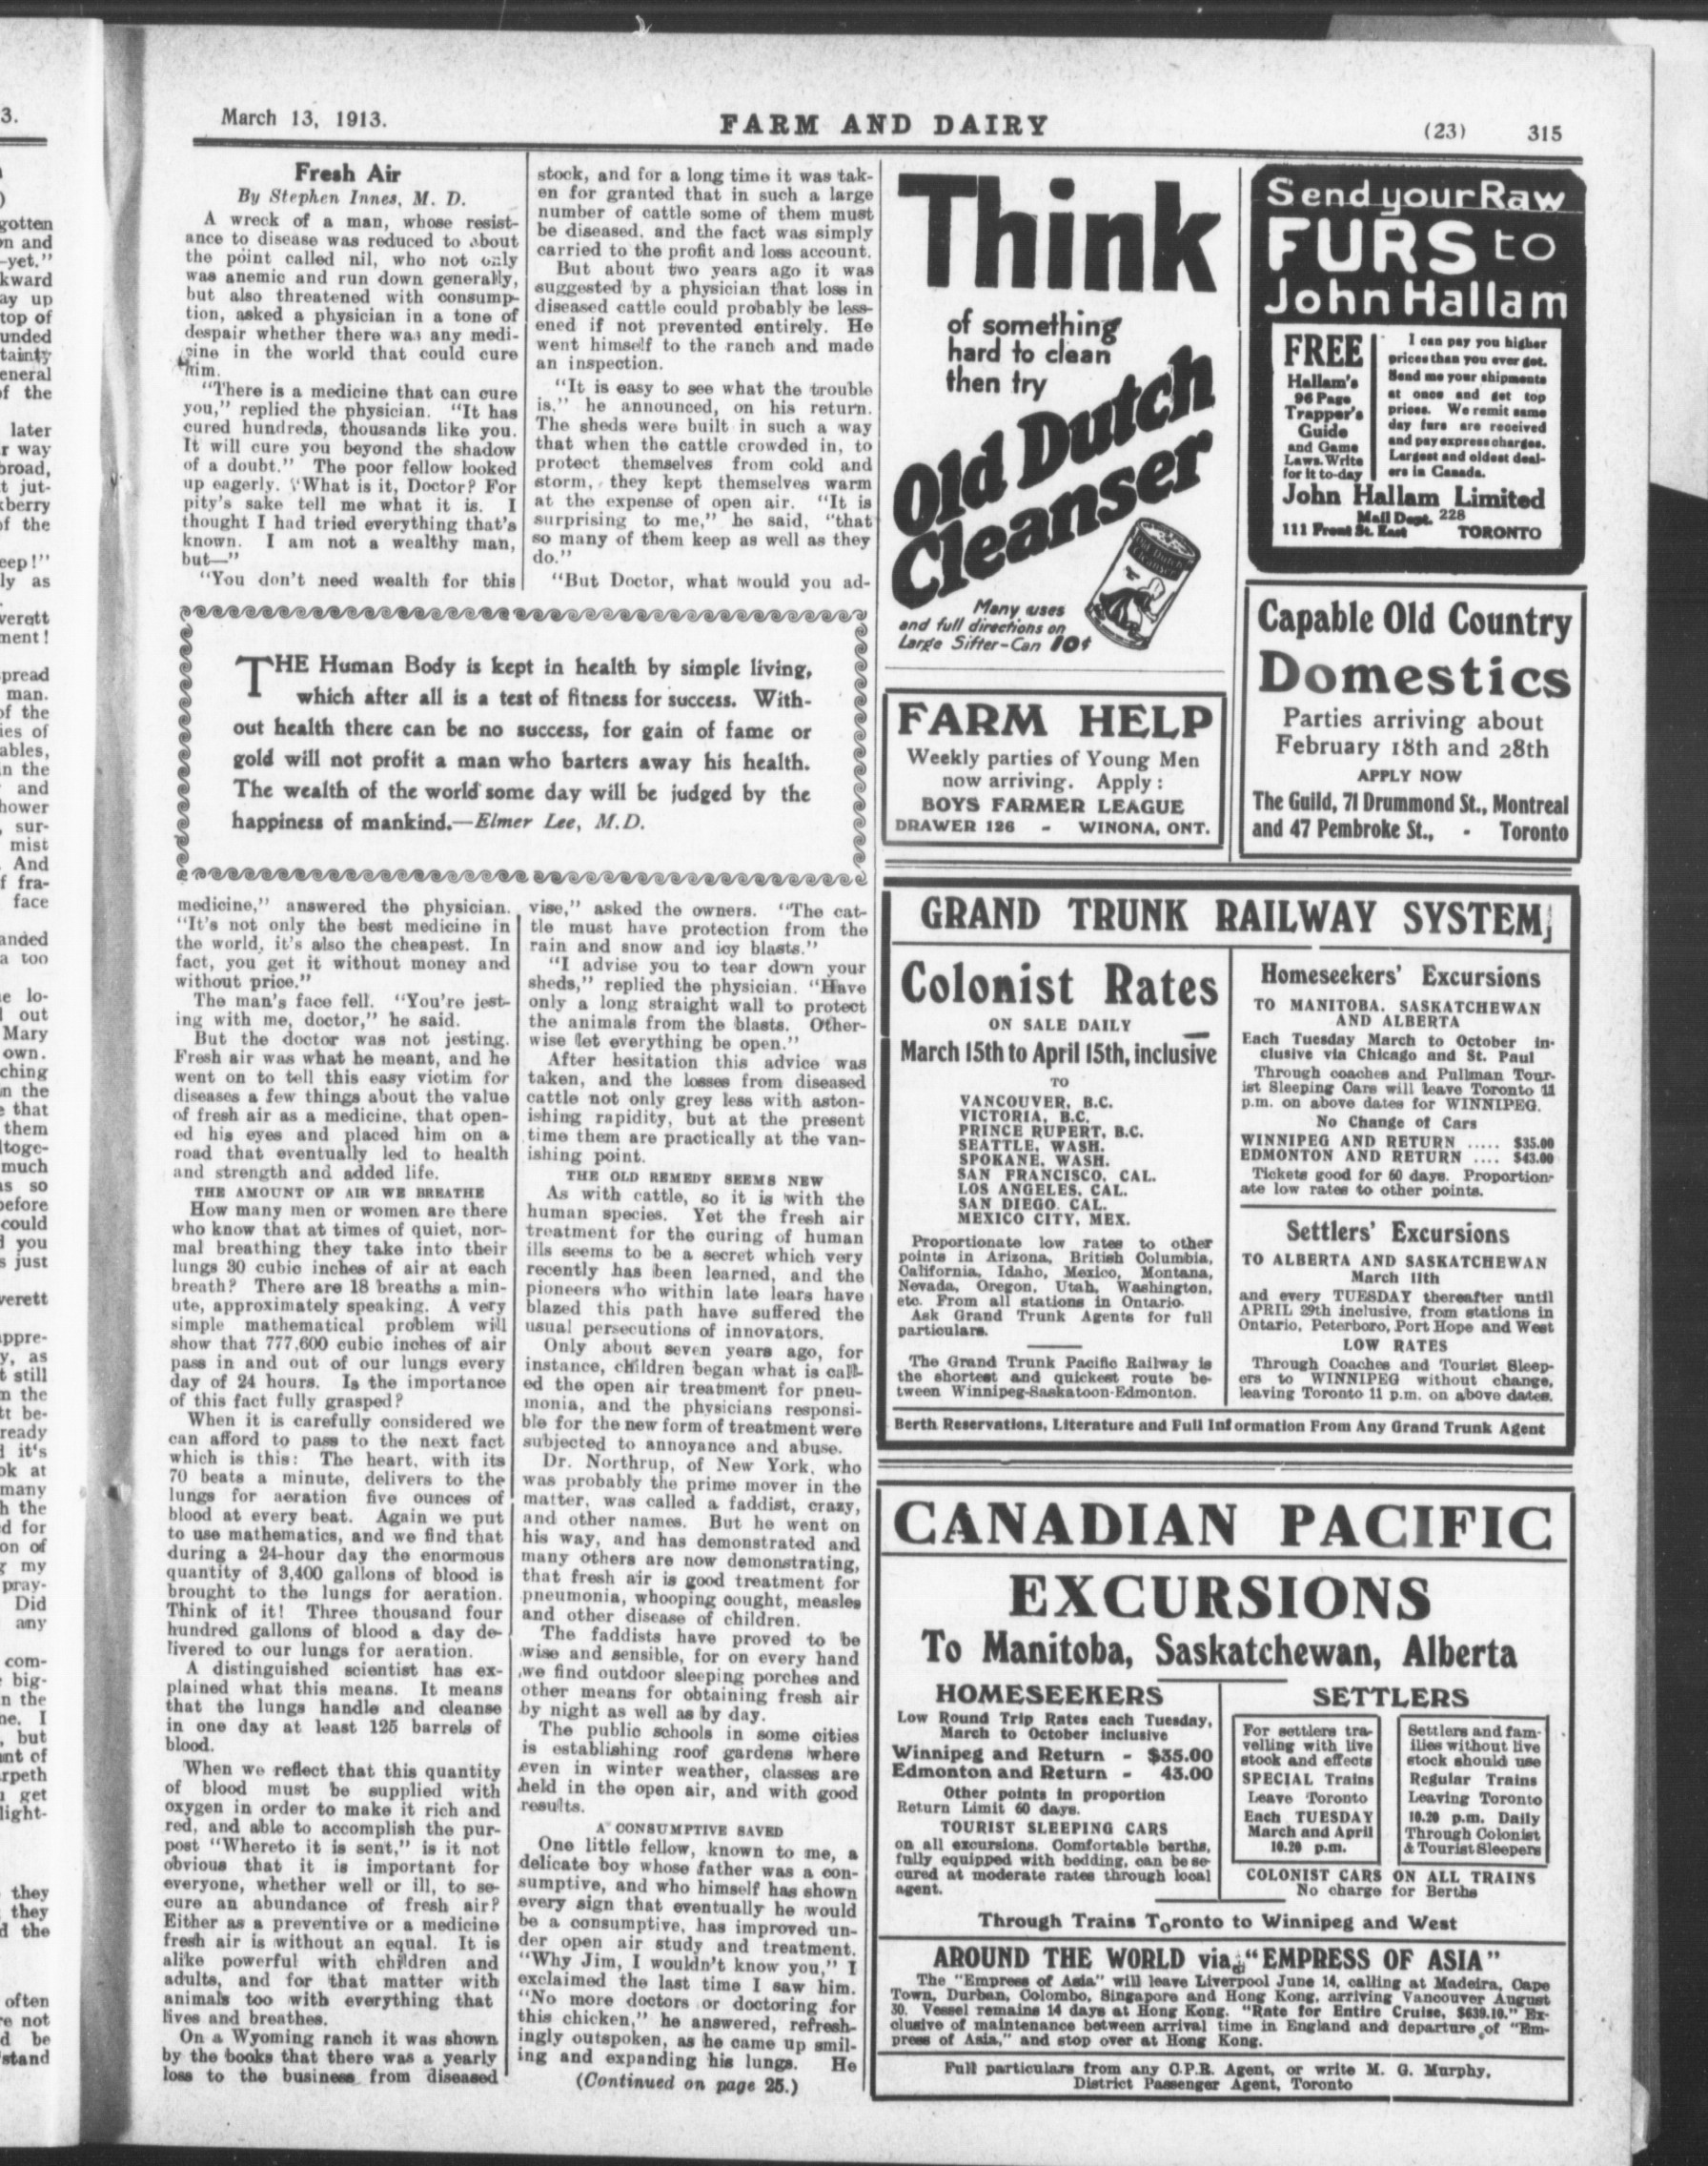 March 13, 1913.
FARM AND DAIRY
(23) 315
Fresh Air
By Stephen Innes, M. D.
A wreck of a man, whose resist-
ance to disease was reduced to about
the point called nil, who not only
was anemic and run down generally,
but also threatened with consump-
tion, asked a physician in a tone of
despair whether there was any medi-
cine in the world that could cure
him.
"There is a medicine that can cure
you," replied the physician. "It has
cured hundreds, thousands like you.
It will cure you beyond the shadow
of a doubt." The poor fellow looked
up eagerly. "What is it, Doctor? For
pity's sake tell me what it is. I
thought I had tried everything that's
known. I am not a wealthy man,
but—"
"You don't need wealth for this
stock, and for a long time it was tak-
en for granted that in such a large
number of cattle some of them must
be diseased, and the fact was simply
carried to the profit and loss account.
But about two years ago it was
suggested by a physician that loss in
diseased cattle could probably be less-
ened if not prevented entirely. He
went himself to the ranch and made
an inspection.
"It is easy to see what the trouble
is," he announced, on his return.
The sheds were built in such a way
that when the cattle crowded in, to
protect themselves from cold and
storm, they kept themselves warm
at the expense of open air. "It is
surprising to me," he said, "that
so many of them keep as well as they
do."
"But Doctor, what would you ad-
THE Human Body is kept in health by simple living,
which after all is a test of fitness for success. With-
out health there can be no success, for gain of fame or
gold will not profit a man who barters away his health.
The wealth of the world some day will be judged by the
happiness of mankind.—Elmer Lee, M.D.
medicine," answered the physician.
"It's not only the best medicine in
the world, it's also the cheapest. In
fact, you get it without money and
without price."
The man's face fell. "You're jest-
ing with me, doctor," he said.
But the doctor was not jesting.
Fresh air was what he meant, and he
went on to tell this easy victim for
diseases a few things about the value
of fresh air as a medicine, that open-
ed his eyes and placed him on a
road that eventually led to health
and strength and added life.
THE AMOUNT OF AIR WE BREATHE
How many men or women are there
who know that at times of quiet, nor-
mal breathing they take into their
lungs 30 cubic inches of air at each
breath? There are 18 breaths a min-
ute, approximately speaking. A very
simple mathematical problem will
show that 777,600 cubic inches of air
pass in and out of our lungs every
day of 24 hours. Is the importance
of this fact fully grasped?
When it is carefully considered we
can afford to pass to the next fact
which is this: The heart, with its
70 beats a minute, delivers to the
lungs for aeration five ounces of
blood at every beat. Again we put
to use mathematics, and we find that
during a 24-hour day the enormous
quantity of 3,400 gallons of blood is
brought to the lungs for aeration.
Think of it! Three thousand four
hundred gallons of blood a day de-
livered to our lungs for aeration.
A distinguished scientist has ex-
plained what this means. It means
that the lungs handle and cleanse
in one day at least 125 barrels of
blood.
When we reflect that this quantity
of blood must be supplied with
oxygen in order to make it rich and
red, and able to accomplish the pur-
post "Whereto it is sent," is it not
obvious that it is important for
everyone, whether well or ill, to se-
cure an abundance of fresh air?
Either as a preventive or a medicine
fresh air is without an equal. It is
alike powerful with children and
adults, and for that matter with
animals too with everything that
lives and breathes.
On a Wyoming ranch it was shown
by the books that there was a yearly
loss to the business from diseased
vise," asked the owners. "The cat-
tle must have protection from the
rain and snow and icy blasts."
"I advise you to tear down your
sheds," replied the physician. "Have
only a long straight wall to protect
the animals from the blasts. Other-
wise let everything be open."
After hesitation this advice was
taken, and the losses from diseased
cattle not only grey less with aston-
ishing rapidity, but at the present
time them are practically at the van-
ishing point.
THE OLD REMEDY SEEMS NEW
As with cattle, so it is with the
human species. Yet the fresh air
treatment for the curing of human
ills seems to be a secret which very
recently has been learned, and the
pioneers who within late lears have
blazed this path have suffered the
usual persecutions of innovators.
Only about seven years ago, for
instance, children began what is call-
ed the open air treatment for pneu-
monia, and the physicians responsi-
ble for the new form of treatment were
subjected to annoyance and abuse.
Dr. Northrup, of New York, who
was probably the prime mover in the
matter, was called a faddist, crazy,
and other names. But he went on
his way, and has demonstrated and
many others are now demonstrating,
that fresh air is good treatment for
pneumonia, whooping cought, measles
and other disease of children.
The faddists have proved to be
wise and sensible, for on every hand
we find outdoor sleeping porches and
other means for obtaining fresh air
by night as well as by day.
The public schools in some cities
is establishing roof gardens where
even in winter weather, classes are
held in the open air, and with good
results.
A CONSUMPTIVE SAVED
One little fellow, known to me, a
delicate boy whose father was a con-
sumptive, and who himself has shown
every sign that eventually he would
be a consumptive, has improved un-
der open air study and treatment.
"Why Jim, I wouldn't know you," I
exclaimed the last time I saw him.
"No more doctors or doctoring for
this chicken," he answered, refresh-
ingly outspoken, as he came up smil-
ing and expanding his lungs. He
(Continued on page 25.)
Think
of something
hard to clean
then try
Old Dutch
Cleanser
Old Dutch
Cleanser
Many uses
and full directions on
Large Sifter-Can 10¢
Send your Raw
FURS to
John Hallam
FREE
Hallam's
96 Page
Trapper's
Guide
and Game
Laws. Write
for it to-day
I can pay you higher
prices than you ever got.
Send me your shipments
at once and get top
prices. We remit same
day furs are received
and pay express charges.
Largest and oldest deal-
ers in Canada.
John Hallam Limited
Mail Dept. 228
111 Front St. East TORONTO
FARM HELP
Weekly parties of Young Men
now arriving. Apply:
BOYS FARMER LEAGUE
DRAWER 126 - WINONA, ONT.
Capable Old Country
Domestics
Parties arriving about
February 18th and 28th
APPLY NOW
The Guild, 71 Drummond St., Montreal
and 47 Pembroke St., - Toronto
GRAND TRUNK RAILWAY SYSTEM
Colonist Rates
ON SALE DAILY
March 15th to April 15th, inclusive
TO
VANCOUVER, B.C.
VICTORIA, B.C.
PRINCE RUPERT, B.C.
SEATTLE, WASH.
SPOKANE, WASH.
SAN FRANCISCO, CAL.
LOS ANGELES, CAL.
SAN DIEGO, CAL.
MEXICO CITY, MEX.
Proportionate low rates to other
points in Arizona, British Columbia,
California, Idaho, Mexico, Montana,
Nevada, Oregon, Utah, Washington,
etc. From all stations in Ontario.
Ask Grand Trunk Agents for full
particulars.
The Grand Trunk Pacific Railway is
the shortest and quickest route be-
tween Winnipeg-Saskatoon-Edmonton.
Homeseekers' Excursions
TO MANITOBA, SASKATCHEWAN
AND ALBERTA
Each Tuesday March to October in-
clusive via Chicago and St. Paul
Through coaches and Pullman Tour-
ist Sleeping Cars will leave Toronto 11
p.m. on above dates for WINNIPEG.
No Change of Cars
WINNIPEG AND RETURN ..... $35.00
EDMONTON AND RETURN .... $43.00
Tickets good for 60 days. Proportion-
ate low rates to other points.
Settlers' Excursions
TO ALBERTA AND SASKATCHEWAN
March 11th
and every TUESDAY thereafter until
APRIL 29th inclusive, from stations in
Ontario, Peterboro, Port Hope and West
LOW RATES
Through Coaches and Tourist Sleep-
ers to WINNIPEG without change,
leaving Toronto 11 p.m. on above dates.
Berth Reservations, Literature and Full Information From Any Grand Trunk Agent
CANADIAN PACIFIC
EXCURSIONS
To Manitoba, Saskatchewan, Alberta
HOMESEEKERS
Low Round Trip Rates each Tuesday,
March to October inclusive
Winnipeg and Return - $35.00
Edmonton and Return - 43.00
Other points in proportion
Return Limit 60 days.
TOURIST SLEEPING CARS
on all excursions. Comfortable berths,
fully equipped with bedding, can be se-
cured at moderate rates through local
agent.
SETTLERS
For settlers tra-
velling with live
stock and effects
SPECIAL Trains
Leave Toronto
Each TUESDAY
March and April
10.20 p.m.
Settlers and fam-
ilies without live
stock should use
Regular Trains
Leaving Toronto
10.20 p.m. Daily
Through Colonist
& Tourist Sleepers
COLONIST CARS ON ALL TRAINS
No charge for Berths
Through Trains Toronto to Winnipeg and West
AROUND THE WORLD via "EMPRESS OF ASIA"
The "Empress of Asia" will leave Liverpool June 14, calling at Madeira, Cape
Town, Durban, Colombo, Singapore and Hong Kong, arriving Vancouver August
30. Vessel remains 14 days at Hong Kong. "Rate for Entire Cruise, $639.10." Ex-
clusive of maintenance between arrival time in England and departure of "Em-
press of Asia," and stop over at Hong Kong.
Full particulars from any C.P.R. Agent, or write M. G. Murphy,
District Passenger Agent, Toronto